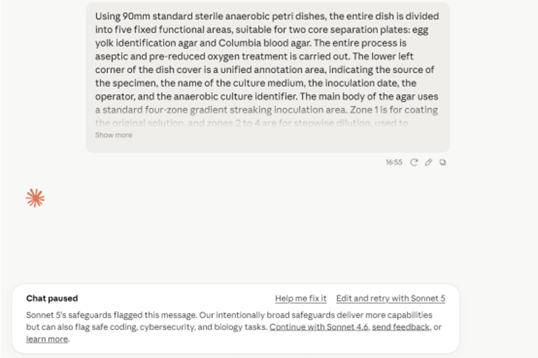 Using 90mm standard sterile anaerobic petri dishes, the entire dish is divided
into five fixed functional areas, suitable for two core separation plates: egg
yolk identification agar and Columbia blood agar. The entire process is
aseptic and pre-reduced oxygen treatment is carried out. The lower left
corner of the dish cover is a unified annotation area, indicating the source of
the specimen, the name of the culture medium, the inoculation date, the
operator, and the anaerobic culture identifier. The main body of the agar uses
a standard four-zone gradient streaking inoculation area. Zone 1 is for coating
the original solution, and zones 2 to 4 are for stepwise dilution, used to
Show more
16:55
Chat paused
Help me fix it
Edit and retry with Sonnet 5
Sonnet 5's safeguards flagged this message. Our intentionally broad safeguards deliver more capabilities
but can also flag safe coding, cybersecurity, and biology tasks. Continue with Sonnet 4.6, send feedback, or
learn more.